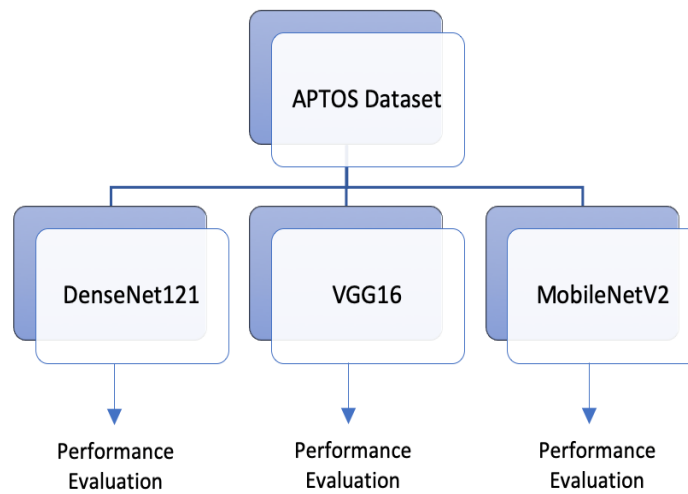 APTOS Dataset
DenseNet121
VGG16
MobileNetV2
Performance
Evaluation
Performance
Evaluation
Performance
Evaluation